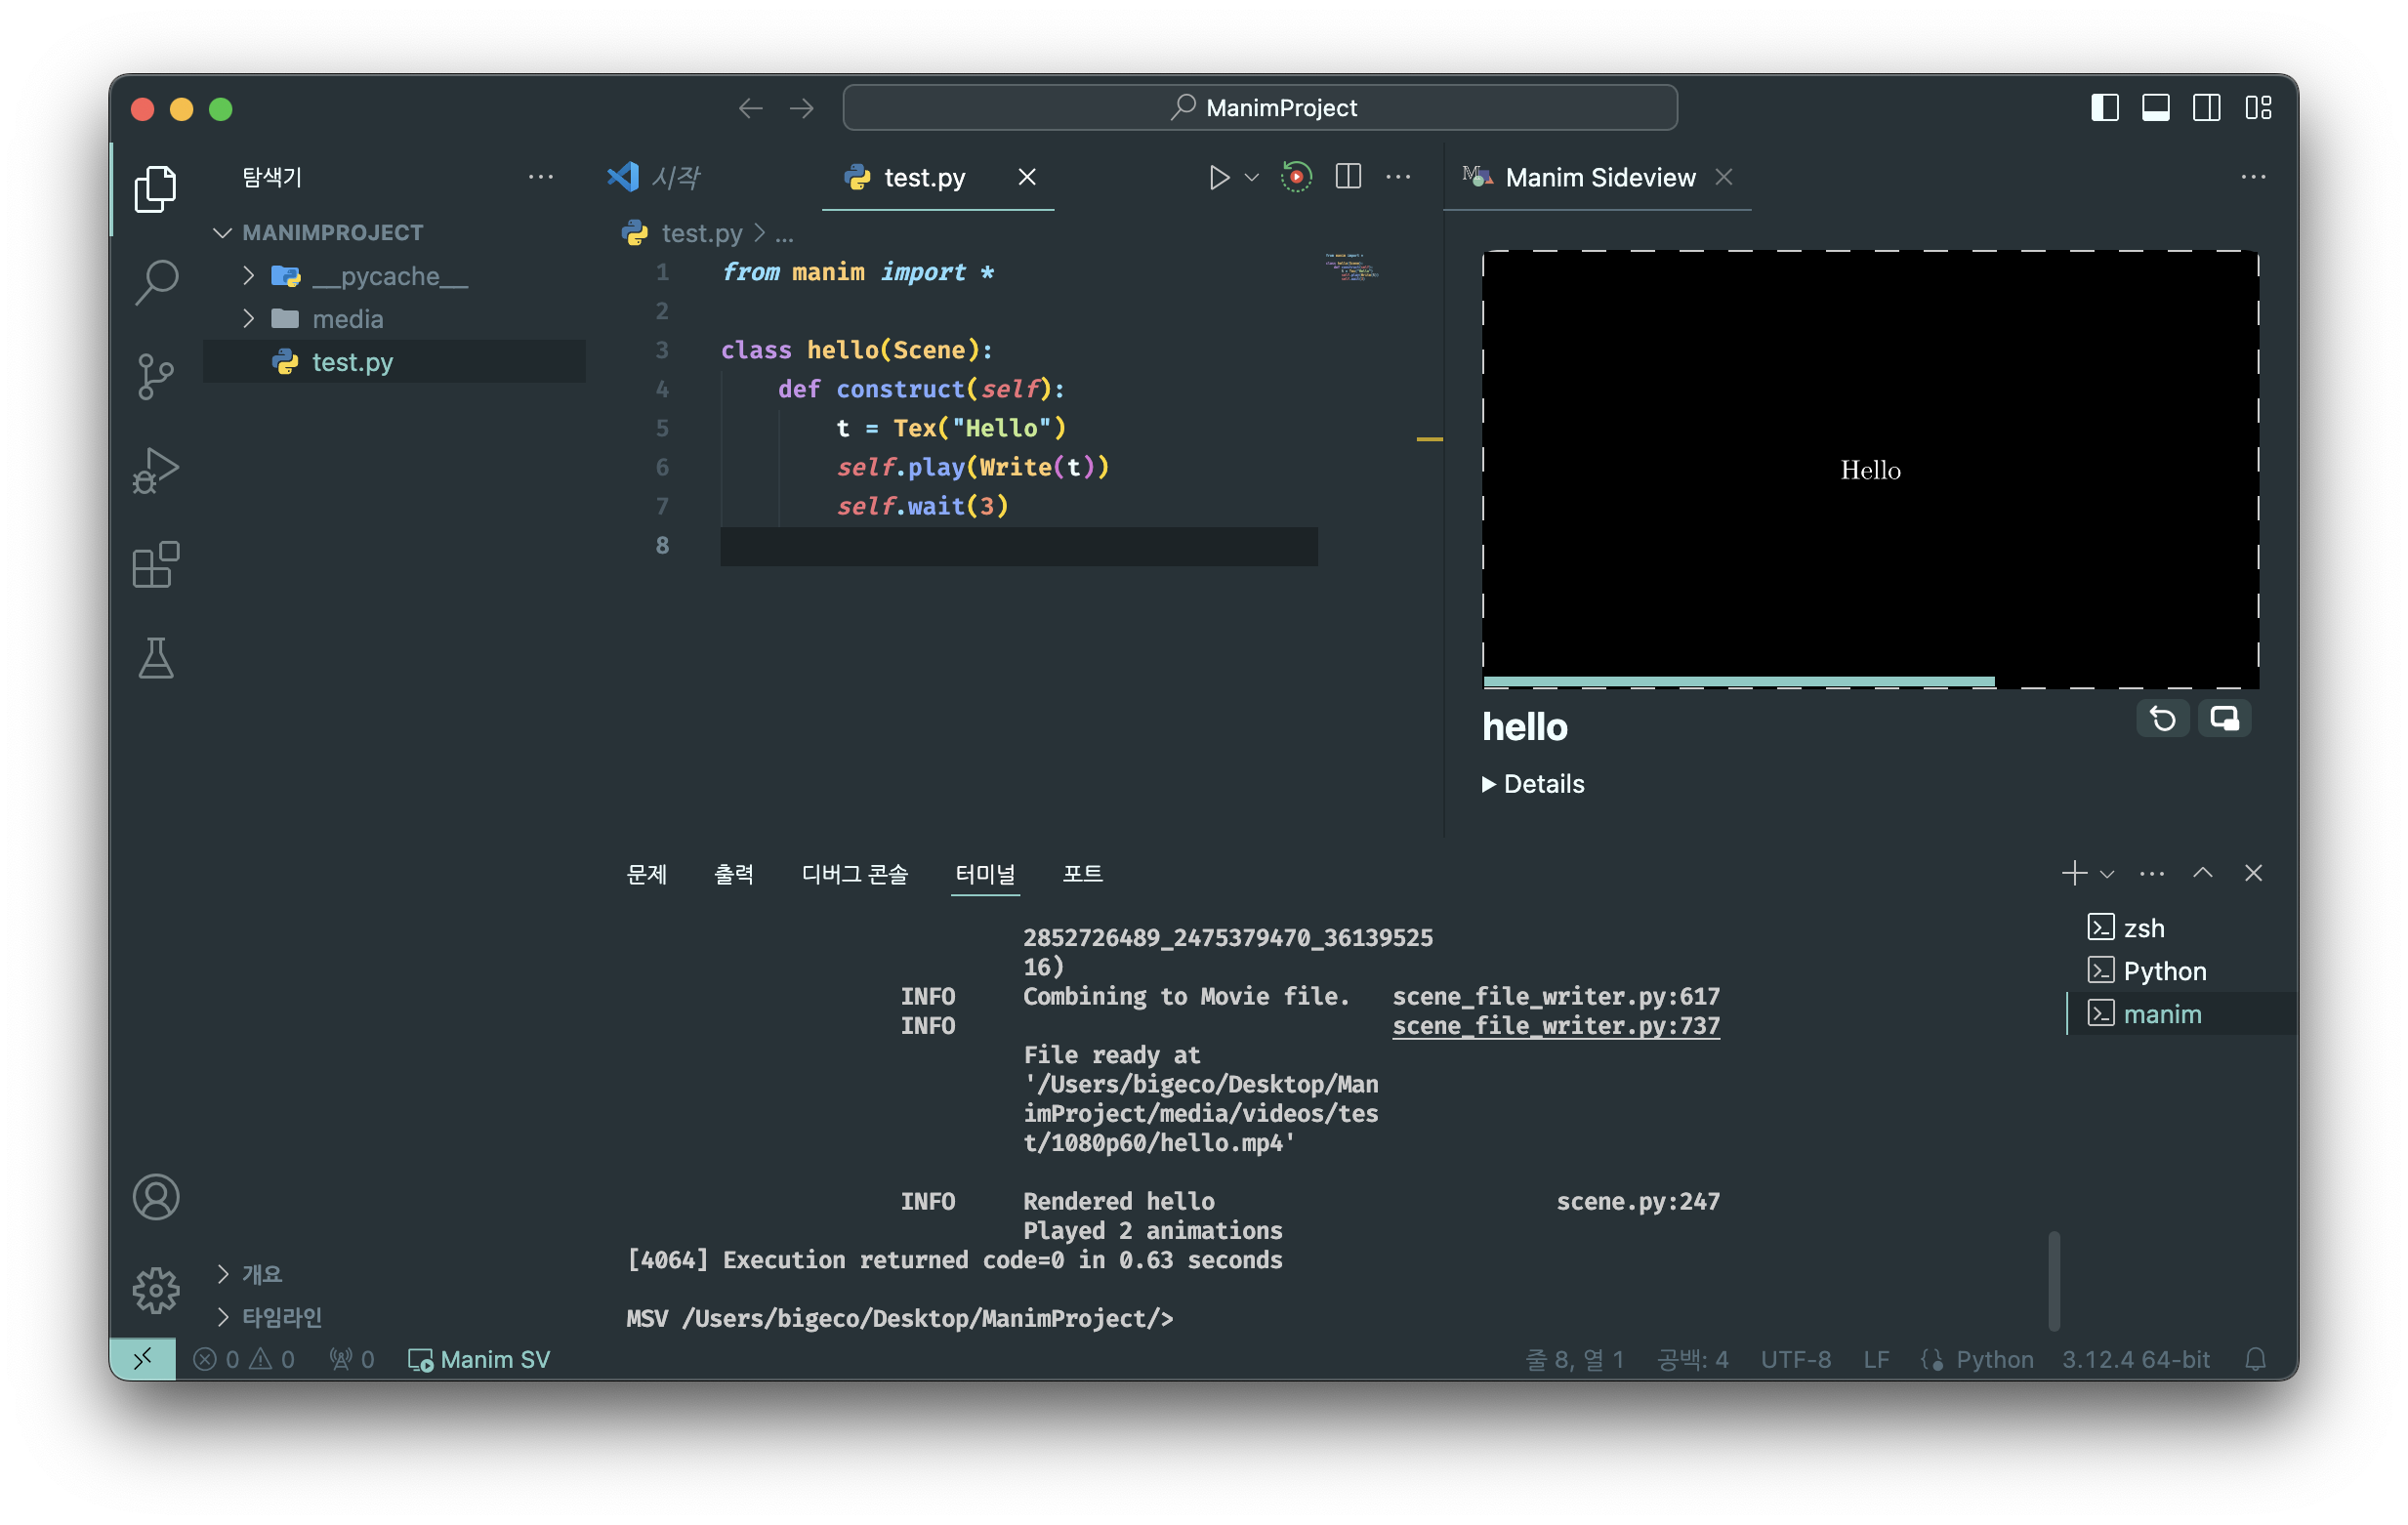 ManimProject
탐색기
MANIMPROJECT
__pycache__
media
test.py
개요
타임라인
시작
test.py
test.py > ...
1 from manim import *
2
3 class hello(Scene):
4     def construct(self):
5         t = Tex("Hello")
6         self.play(Write(t))
7         self.wait(3)
8
Manim Sideview
Hello
hello
Details
문제 출력 디버그 콘솔 터미널 포트
2852726489_2475379470_36139525
16)
INFO Combining to Movie file. scene_file_writer.py:617
INFO scene_file_writer.py:737
File ready at
'/Users/bigeco/Desktop/Man
imProject/media/videos/tes
t/1080p60/hello.mp4'
INFO Rendered hello scene.py:247
Played 2 animations
[4064] Execution returned code=0 in 0.63 seconds
MSV /Users/bigeco/Desktop/ManimProject/>
zsh
Python
manim
0 0 0 Manim SV 줄 8, 열 1 공백: 4 UTF-8 LF Python 3.12.4 64-bit